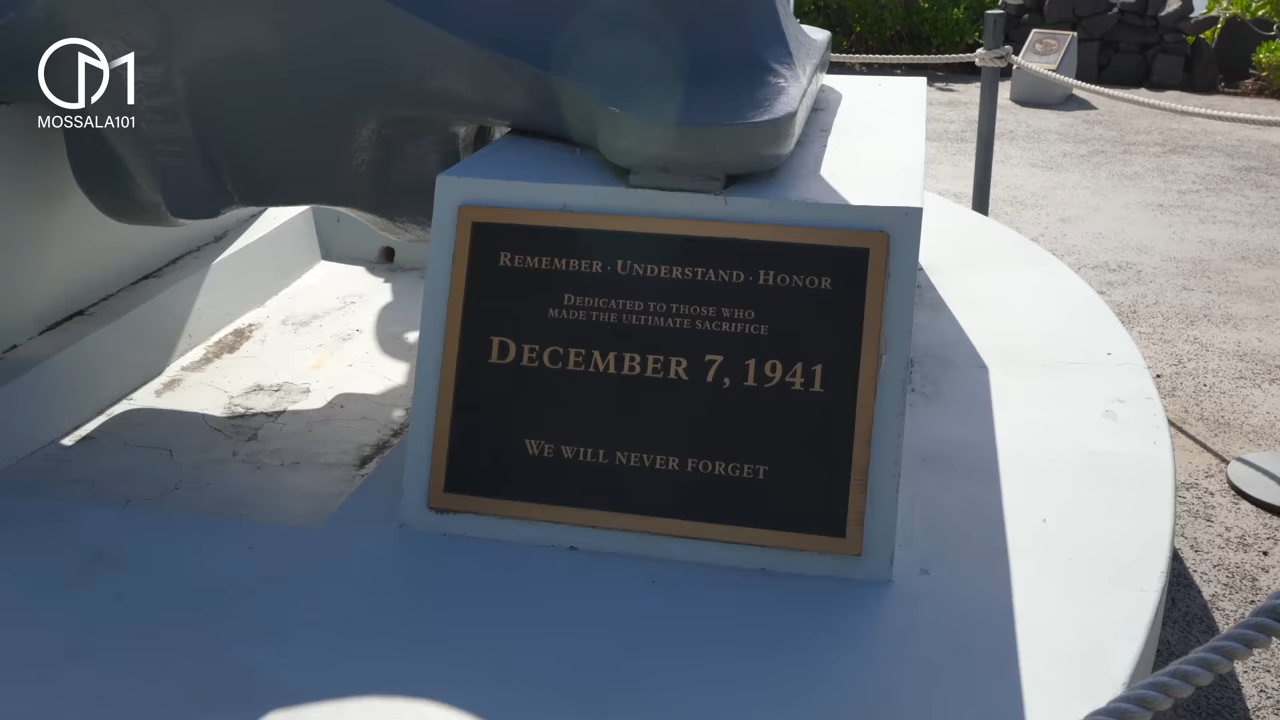 MOSSALA101
REMEMBER · UNDERSTAND · HONOR
DEDICATED TO THOSE WHO
MADE THE ULTIMATE SACRIFICE
DECEMBER 7, 1941
WE WILL NEVER FORGET